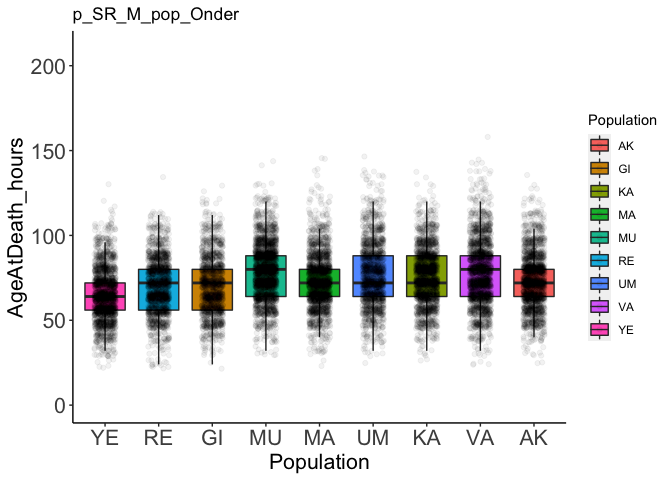 p_SR_M_pop_Onder
AgeAtDeath_hours
200
150
100
50
0
YE RE GI MU MA UM KA VA AK
Population
Population
AK
GI
KA
MA
MU
RE
UM
VA
YE